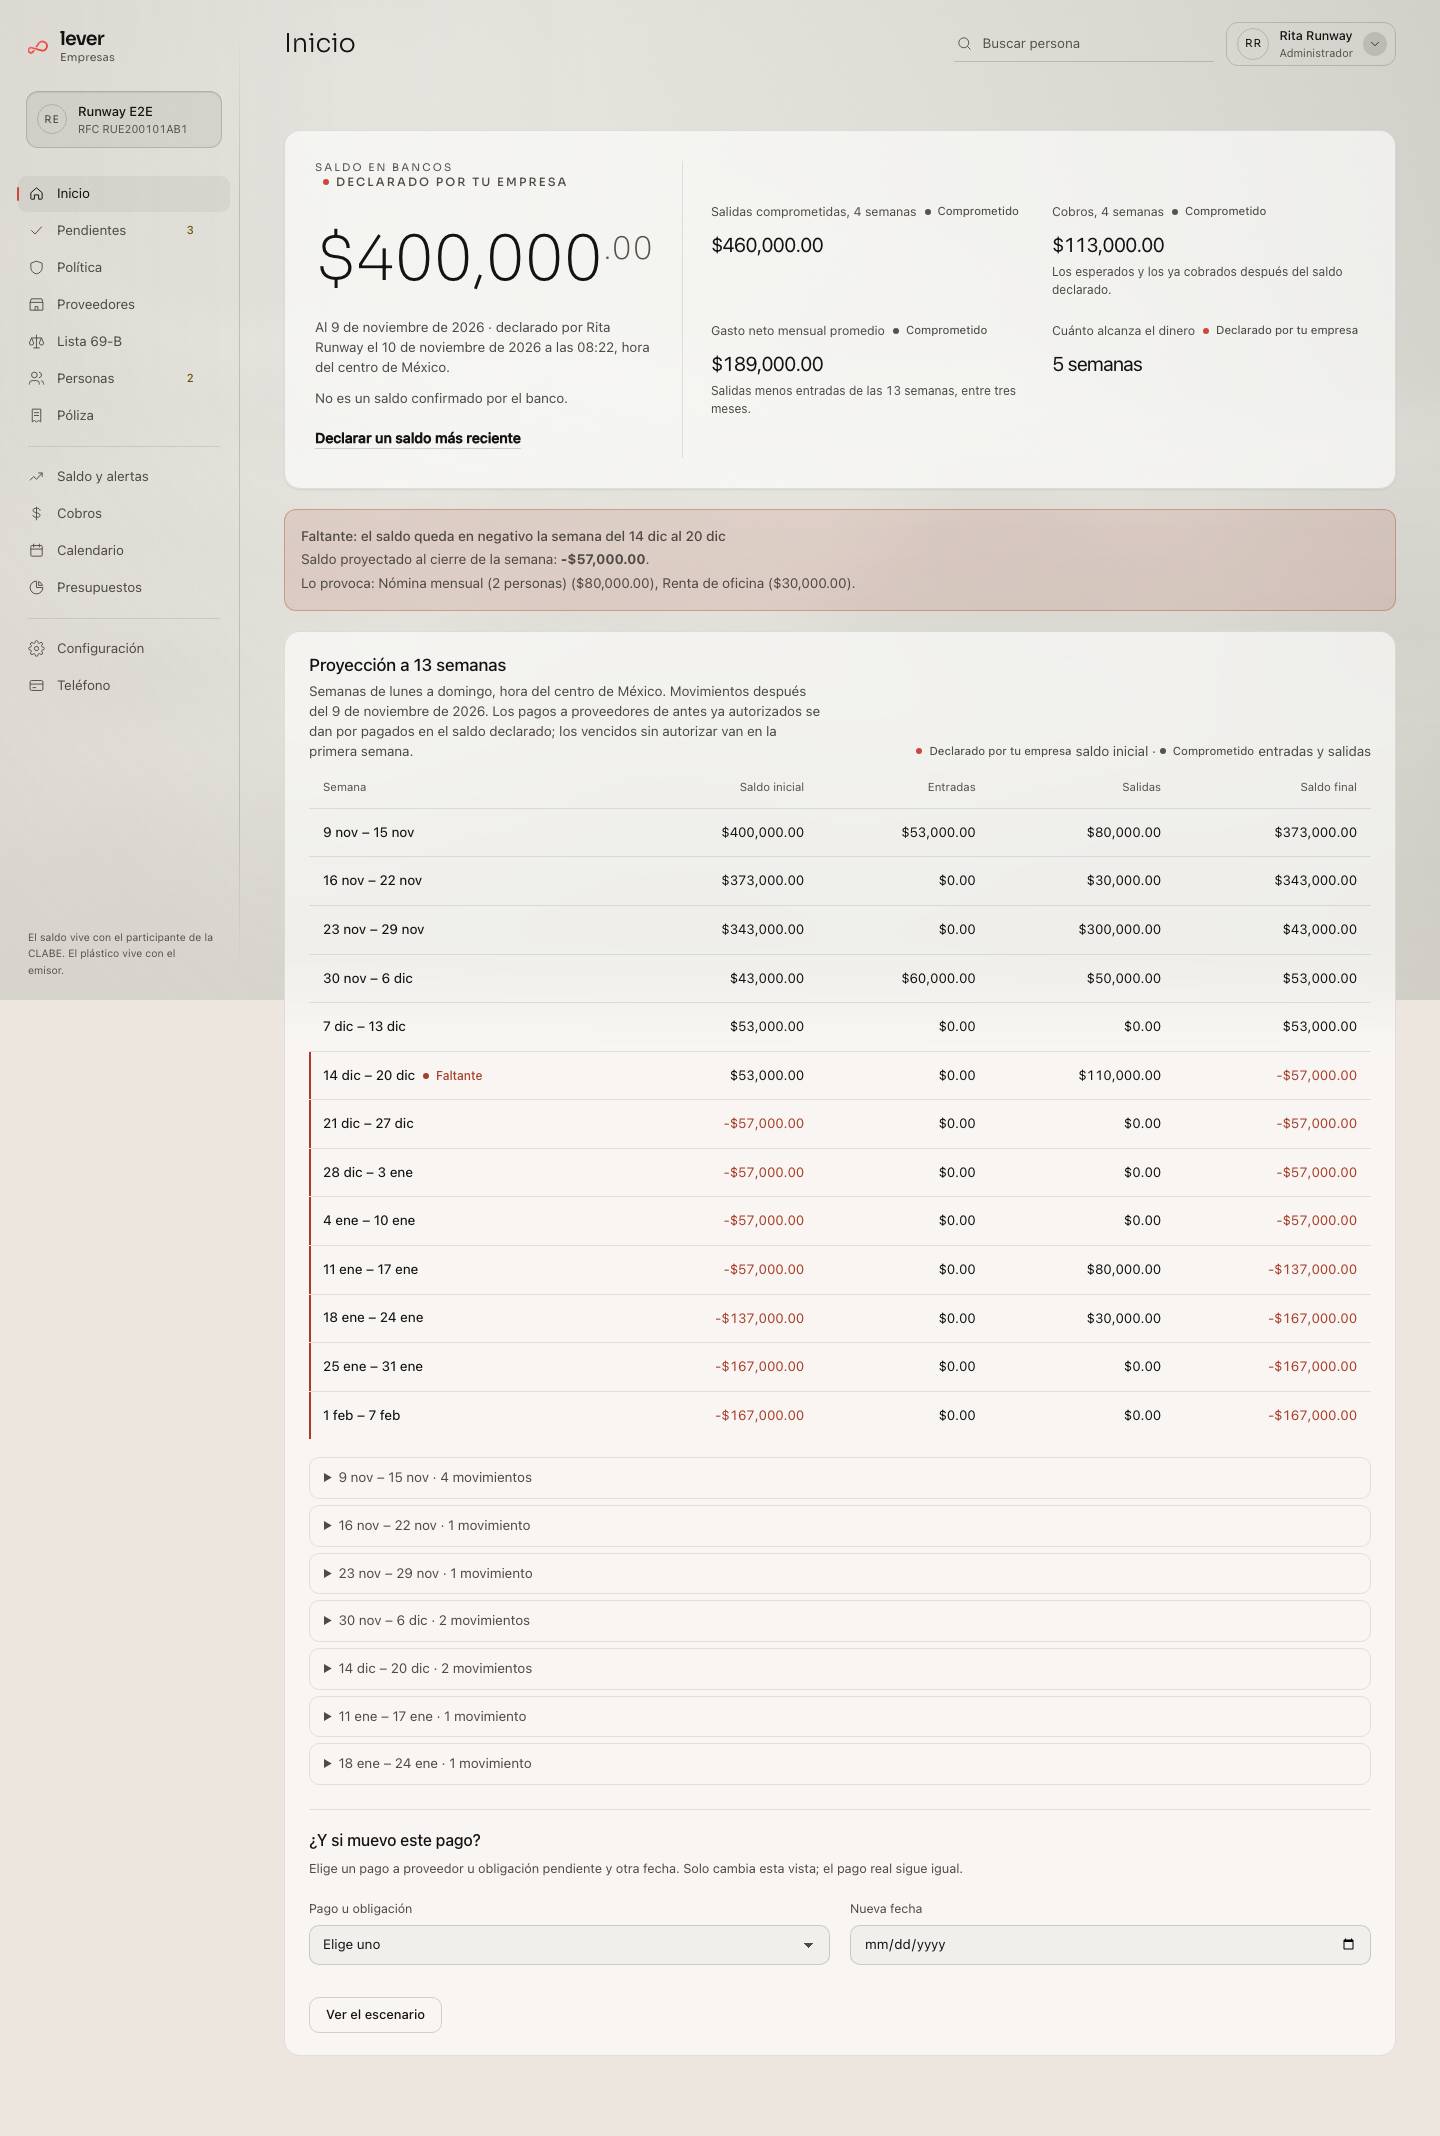 lever
Empresas
RE
Runway E2E
RFC RUE200101AB1
Inicio
Pendientes 3
Política
Proveedores
Lista 69-B
Personas 2
Póliza
Saldo y alertas
Cobros
Calendario
Presupuestos
Configuración
Teléfono
El saldo vive con el participante de la
CLABE. El plástico vive con el
emisor.
Inicio
Buscar persona
RR
Rita Runway
Administrador
SALDO EN BANCOS
DECLARADO POR TU EMPRESA
$400,000.00
Al 9 de noviembre de 2026 · declarado por Rita
Runway el 10 de noviembre de 2026 a las 08:22, hora
del centro de México.
No es un saldo confirmado por el banco.
Declarar un saldo más reciente
Salidas comprometidas, 4 semanas Comprometido
$460,000.00
Cobros, 4 semanas Comprometido
$113,000.00
Los esperados y los ya cobrados después del saldo
declarado.
Gasto neto mensual promedio Comprometido
$189,000.00
Salidas menos entradas de las 13 semanas, entre tres
meses.
Cuánto alcanza el dinero Declarado por tu empresa
5 semanas
Faltante: el saldo queda en negativo la semana del 14 dic al 20 dic
Saldo proyectado al cierre de la semana: -$57,000.00.
Lo provoca: Nómina mensual (2 personas) ($80,000.00), Renta de oficina ($30,000.00).
Proyección a 13 semanas
Semanas de lunes a domingo, hora del centro de México. Movimientos después
del 9 de noviembre de 2026. Los pagos a proveedores de antes ya autorizados se
dan por pagados en el saldo declarado; los vencidos sin autorizar van en la
primera semana.
Declarado por tu empresa saldo inicial · Comprometido entradas y salidas
Semana Saldo inicial Entradas Salidas Saldo final
9 nov – 15 nov $400,000.00 $53,000.00 $80,000.00 $373,000.00
16 nov – 22 nov $373,000.00 $0.00 $30,000.00 $343,000.00
23 nov – 29 nov $343,000.00 $0.00 $300,000.00 $43,000.00
30 nov – 6 dic $43,000.00 $60,000.00 $50,000.00 $53,000.00
7 dic – 13 dic $53,000.00 $0.00 $0.00 $53,000.00
14 dic – 20 dic Faltante $53,000.00 $0.00 $110,000.00 -$57,000.00
21 dic – 27 dic -$57,000.00 $0.00 $0.00 -$57,000.00
28 dic – 3 ene -$57,000.00 $0.00 $0.00 -$57,000.00
4 ene – 10 ene -$57,000.00 $0.00 $0.00 -$57,000.00
11 ene – 17 ene -$57,000.00 $0.00 $80,000.00 -$137,000.00
18 ene – 24 ene -$137,000.00 $0.00 $30,000.00 -$167,000.00
25 ene – 31 ene -$167,000.00 $0.00 $0.00 -$167,000.00
1 feb – 7 feb -$167,000.00 $0.00 $0.00 -$167,000.00
9 nov – 15 nov · 4 movimientos
16 nov – 22 nov · 1 movimiento
23 nov – 29 nov · 1 movimiento
30 nov – 6 dic · 2 movimientos
14 dic – 20 dic · 2 movimientos
11 ene – 17 ene · 1 movimiento
18 ene – 24 ene · 1 movimiento
¿Y si muevo este pago?
Elige un pago a proveedor u obligación pendiente y otra fecha. Solo cambia esta vista; el pago real sigue igual.
Pago u obligación
Elige uno
Nueva fecha
mm/dd/yyyy
Ver el escenario